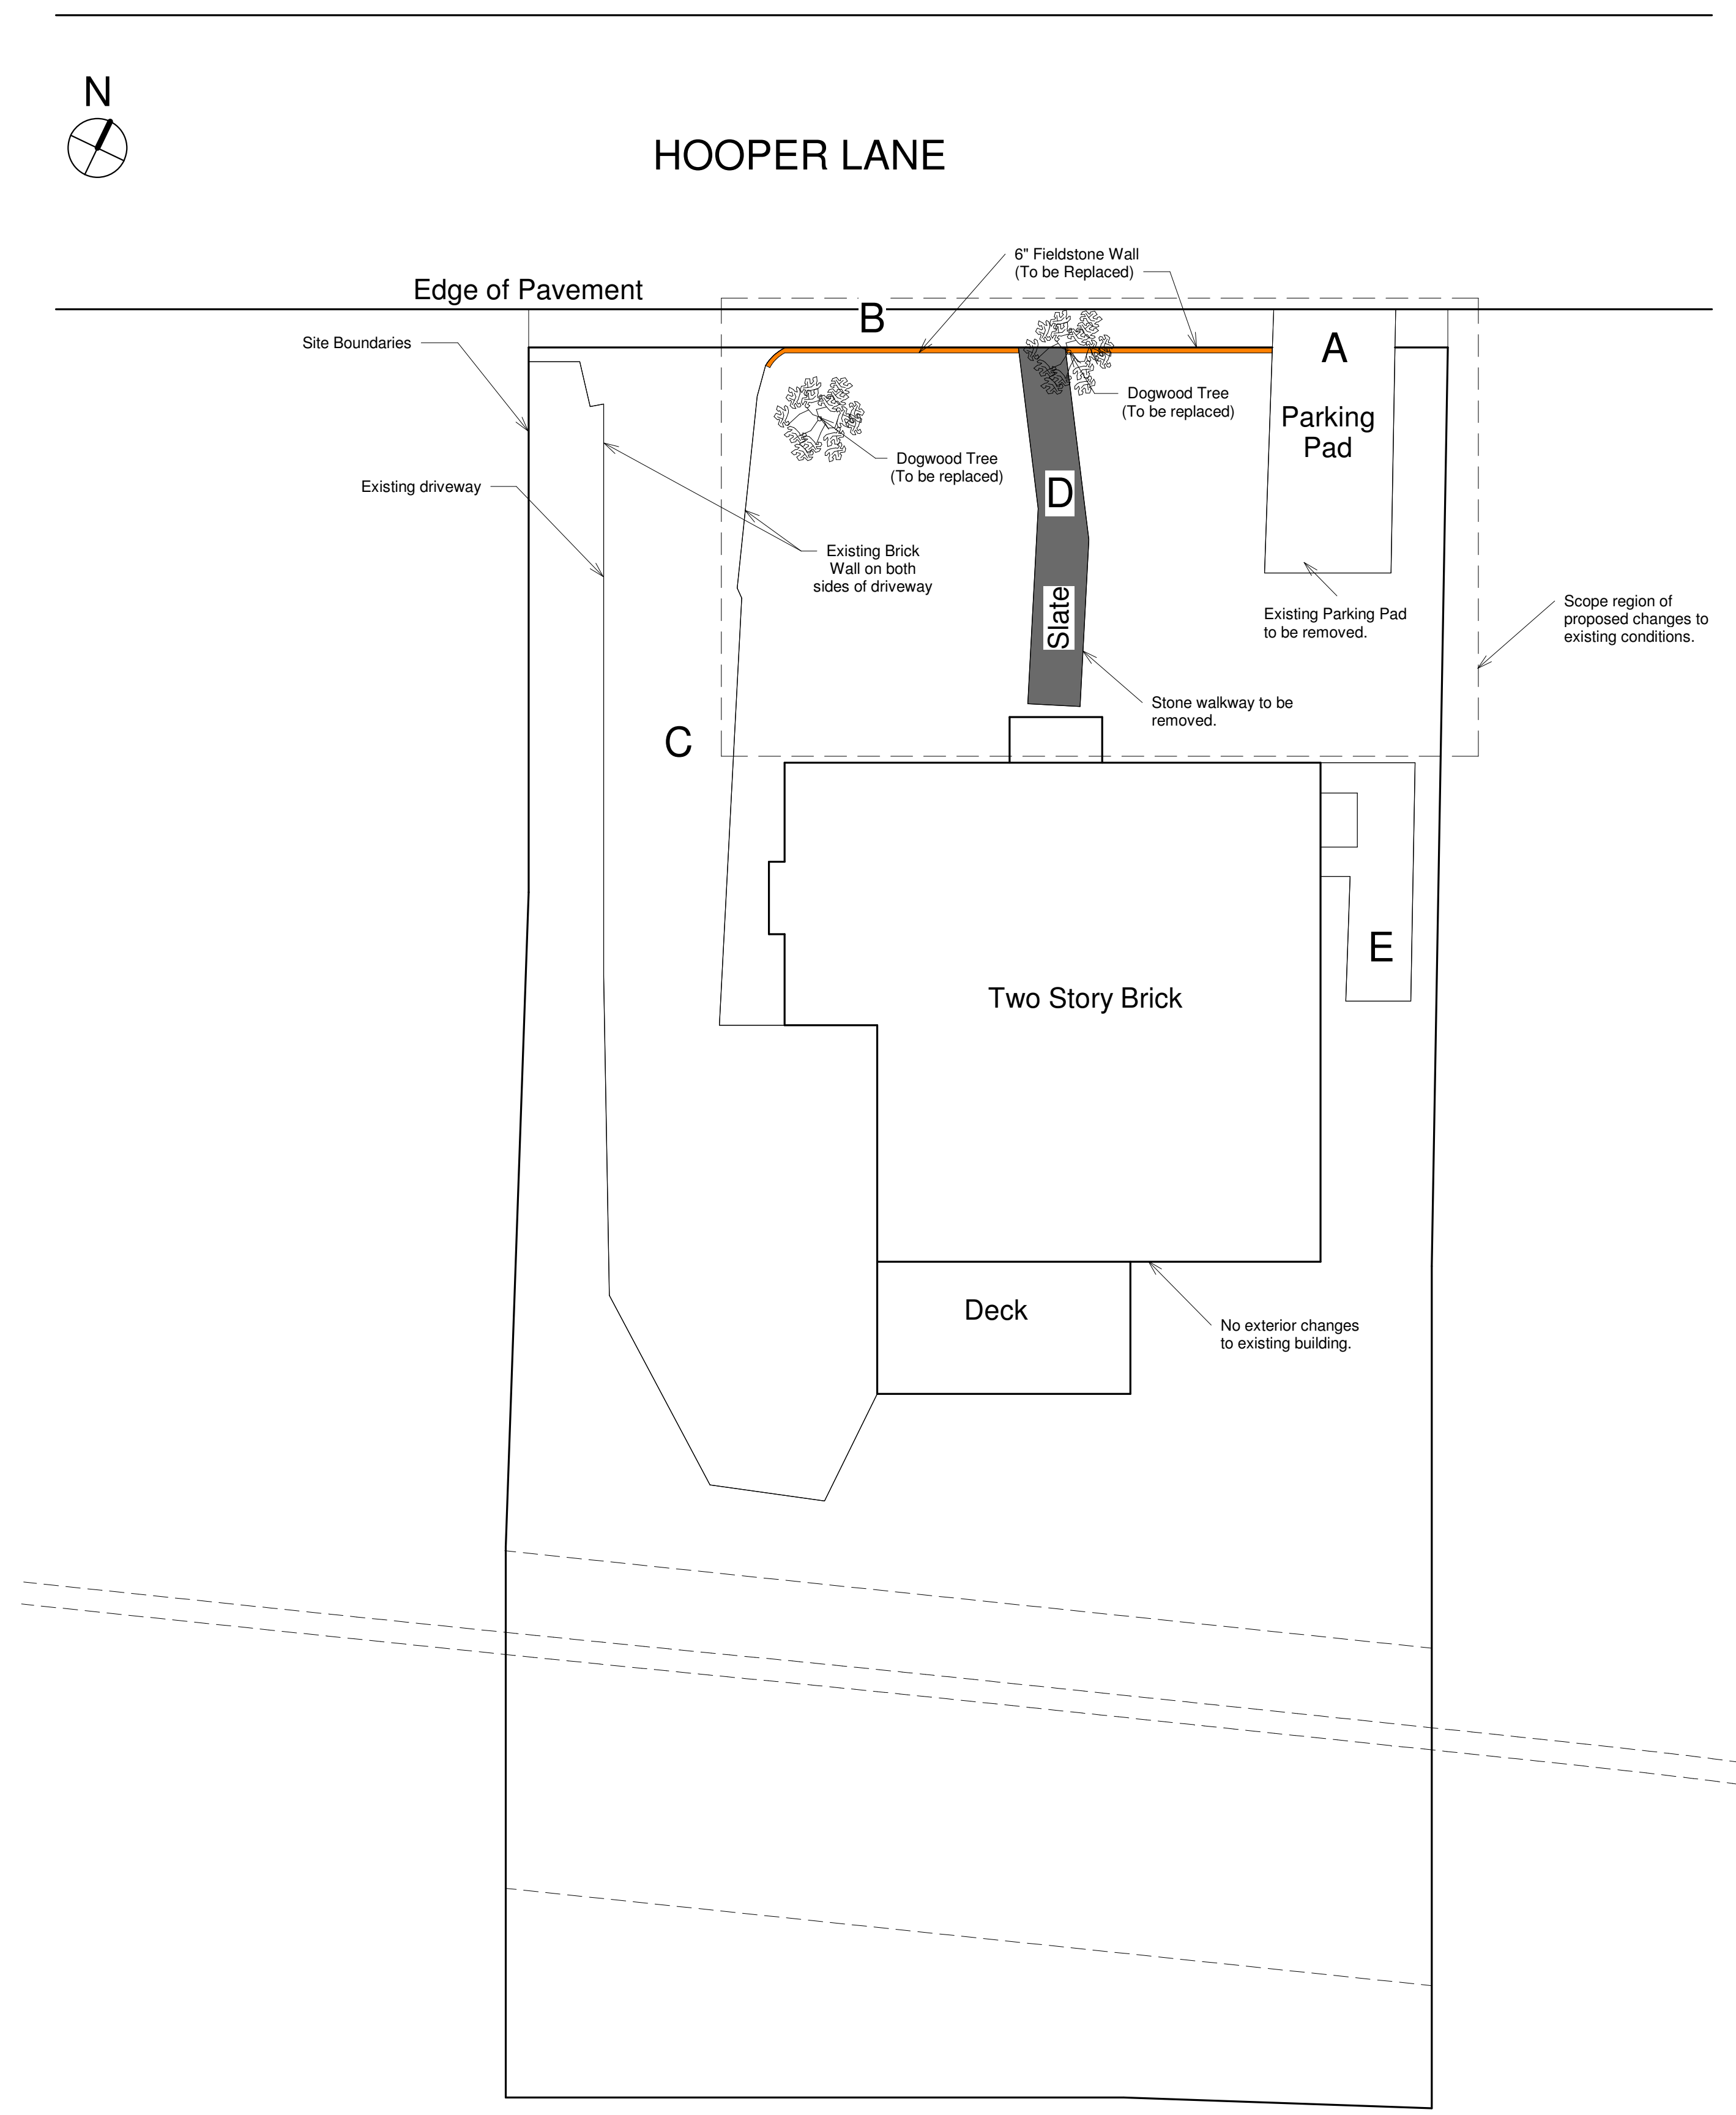 N
HOOPER LANE
6" Fieldstone Wall
(To be Replaced)
Edge of Pavement
B
Site Boundaries
A
Dogwood Tree
(To be replaced)
Parking
Pad
Dogwood Tree
(To be replaced)
Existing driveway
D
Existing Brick
Wall on both
sides of driveway
Slate
Existing Parking Pad
to be removed.
Scope region of
proposed changes to
existing conditions.
Stone walkway to be
removed.
C
E
Two Story Brick
Deck
No exterior changes
to existing building.